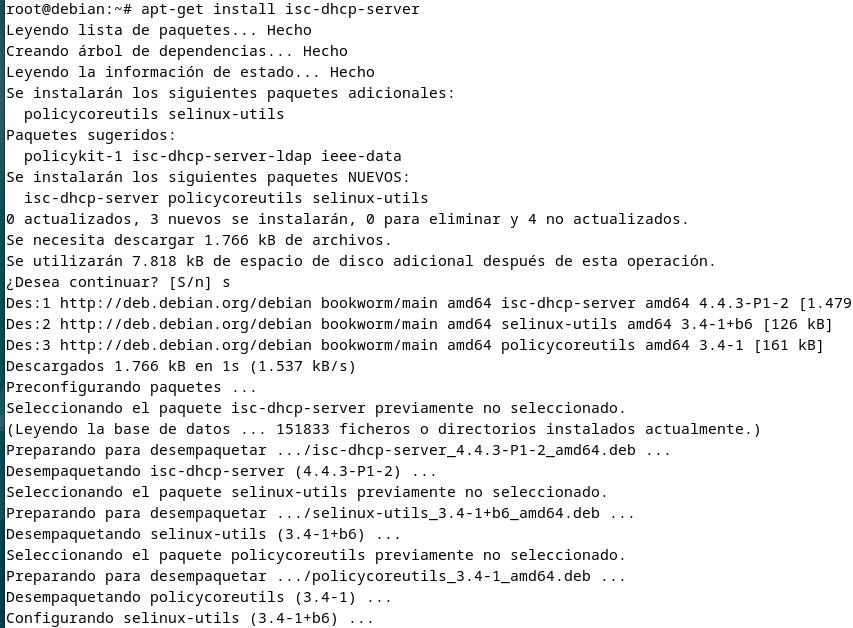 root@debian:~# apt-get install isc-dhcp-server
Leyendo lista de paquetes... Hecho
Creando árbol de dependencias... Hecho
Leyendo la información de estado... Hecho
Se instalarán los siguientes paquetes adicionales:
  policycoreutils selinux-utils
Paquetes sugeridos:
  policykit-1 isc-dhcp-server-ldap ieee-data
Se instalarán los siguientes paquetes NUEVOS:
  isc-dhcp-server policycoreutils selinux-utils
0 actualizados, 3 nuevos se instalarán, 0 para eliminar y 4 no actualizados.
Se necesita descargar 1.766 kB de archivos.
Se utilizarán 7.818 kB de espacio de disco adicional después de esta operación.
¿Desea continuar? [S/n] s
Des:1 http://deb.debian.org/debian bookworm/main amd64 isc-dhcp-server amd64 4.4.3-P1-2 [1.479
Des:2 http://deb.debian.org/debian bookworm/main amd64 selinux-utils amd64 3.4-1+b6 [126 kB]
Des:3 http://deb.debian.org/debian bookworm/main amd64 policycoreutils amd64 3.4-1 [161 kB]
Descargados 1.766 kB en 1s (1.537 kB/s)
Preconfigurando paquetes ...
Seleccionando el paquete isc-dhcp-server previamente no seleccionado.
(Leyendo la base de datos ... 151833 ficheros o directorios instalados actualmente.)
Preparando para desempaquetar .../isc-dhcp-server_4.4.3-P1-2_amd64.deb ...
Desempaquetando isc-dhcp-server (4.4.3-P1-2) ...
Seleccionando el paquete selinux-utils previamente no seleccionado.
Preparando para desempaquetar .../selinux-utils_3.4-1+b6_amd64.deb ...
Desempaquetando selinux-utils (3.4-1+b6) ...
Seleccionando el paquete policycoreutils previamente no seleccionado.
Preparando para desempaquetar .../policycoreutils_3.4-1_amd64.deb ...
Desempaquetando policycoreutils (3.4-1) ...
Configurando selinux-utils (3.4-1+b6) ...